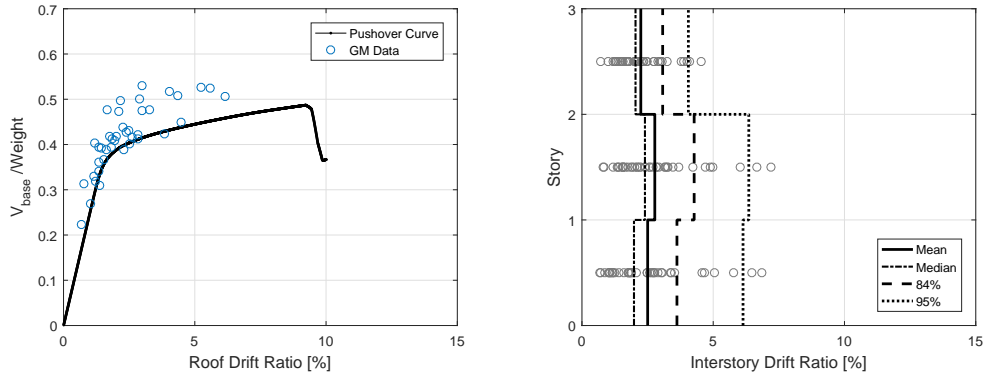 0.7
0.6
0.5
0.4
0.3
0.2
0.1
0
V_base /Weight
Pushover Curve
GM Data
0 5 10 15
Roof Drift Ratio [%]
3
2
1
0
Story
Mean
Median
84%
95%
0 5 10 15
Interstory Drift Ratio [%]